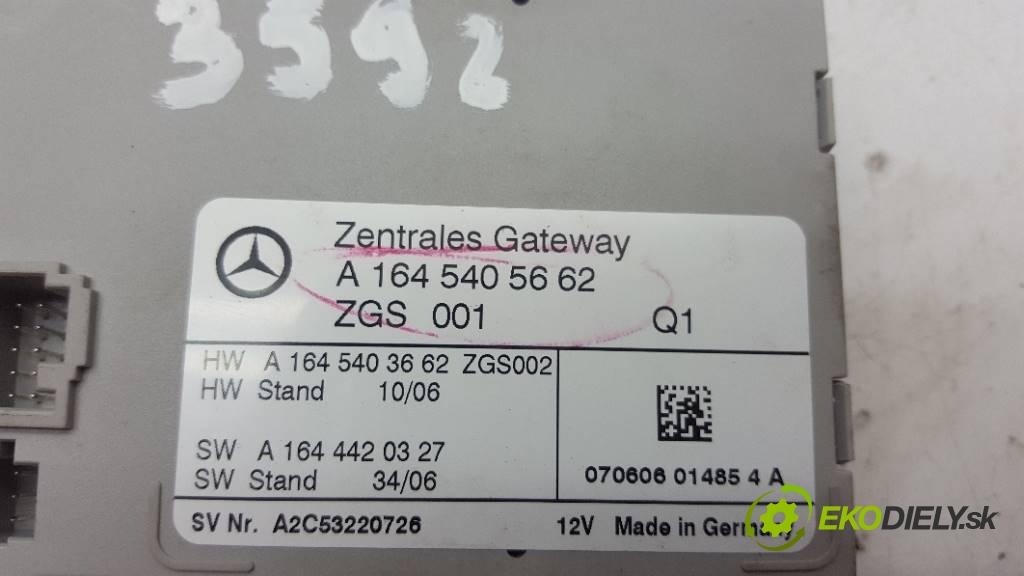 3592
Zentrales Gateway
A 164 540 56 62
ZGS 001 Q1
HW A 164 540 36 62 ZGS002
HW Stand 10/06
SW A 164 442 03 27
SW Stand 34/06
070606 01485 4 A
SV Nr. A2C53220726 12V Made in Germany
EKODIELY.sk